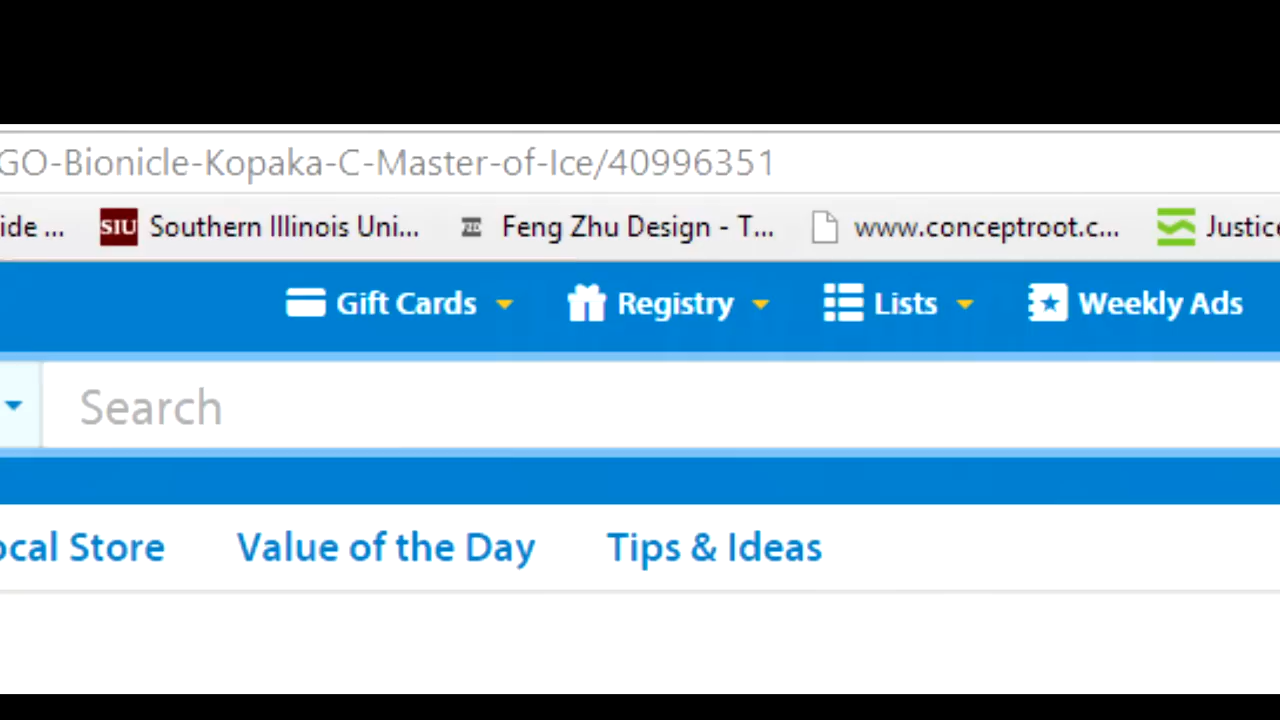 GO-Bionicle-Kopaka-C-Master-of-Ice/40996351
ide ... SIU Southern Illinois Uni... Feng Zhu Design - T... www.conceptroot.c... Justice
Gift Cards Registry Lists Weekly Ads
Search
ocal Store Value of the Day Tips & Ideas